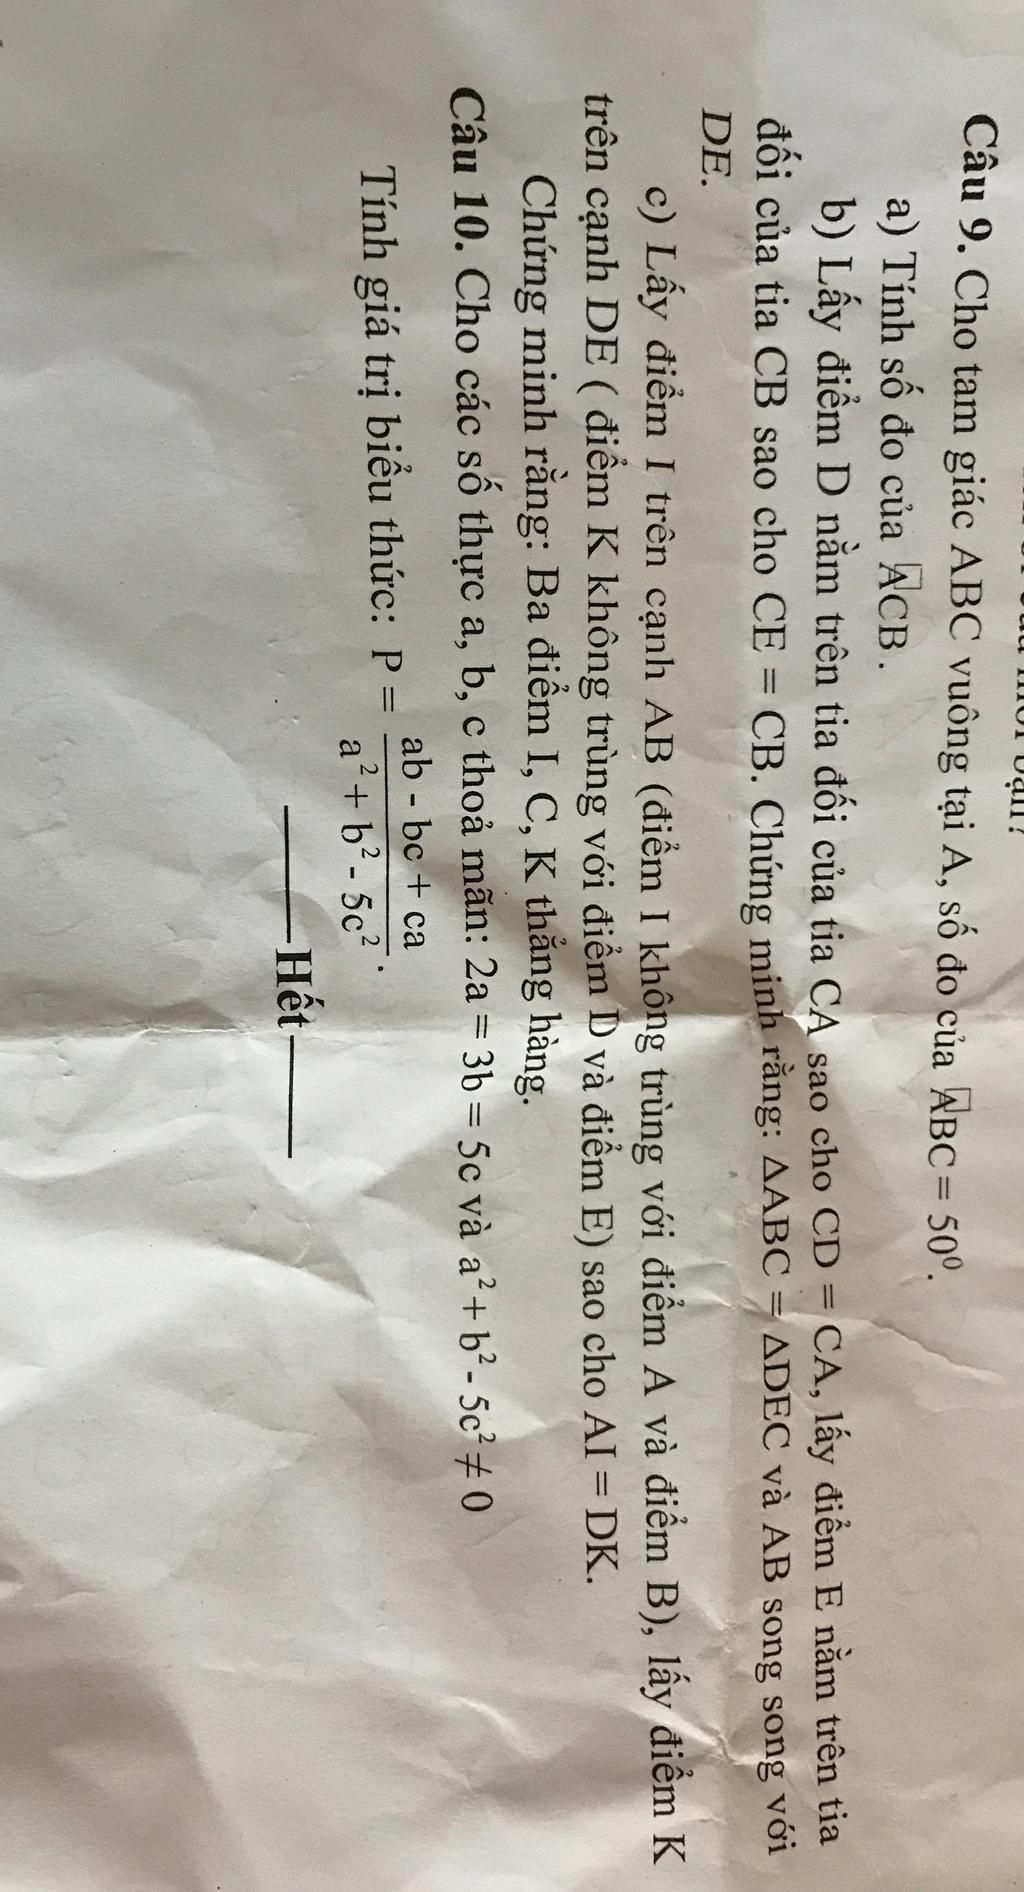 Câu 9. Cho tam giác ABC vuông tại A, số đo của ABC = 50⁰.
a) Tính số đo của ACB.
b) Lấy điểm D nằm trên tia đối của tia CA sao cho CD = CA, lấy điểm E nằm trên tia
đối của tia CB sao cho CE = CB. Chứng minh rằng: ΔABC = ΔDEC và AB song song với
DE.
c) Lấy điểm I trên cạnh AB (điểm I không trùng với điểm A và điểm B), lấy điểm K
trên cạnh DE ( điểm K không trùng với điểm D và điểm E) sao cho AI = DK.
Chứng minh rằng: Ba điểm I, C, K thẳng hàng.
Câu 10. Cho các số thực a, b, c thoả mãn: 2a = 3b = 5c và a² + b² - 5c² ≠ 0
Tính giá trị biểu thức: P = (ab - bc + ca) / (a² + b² - 5c²).
Hết